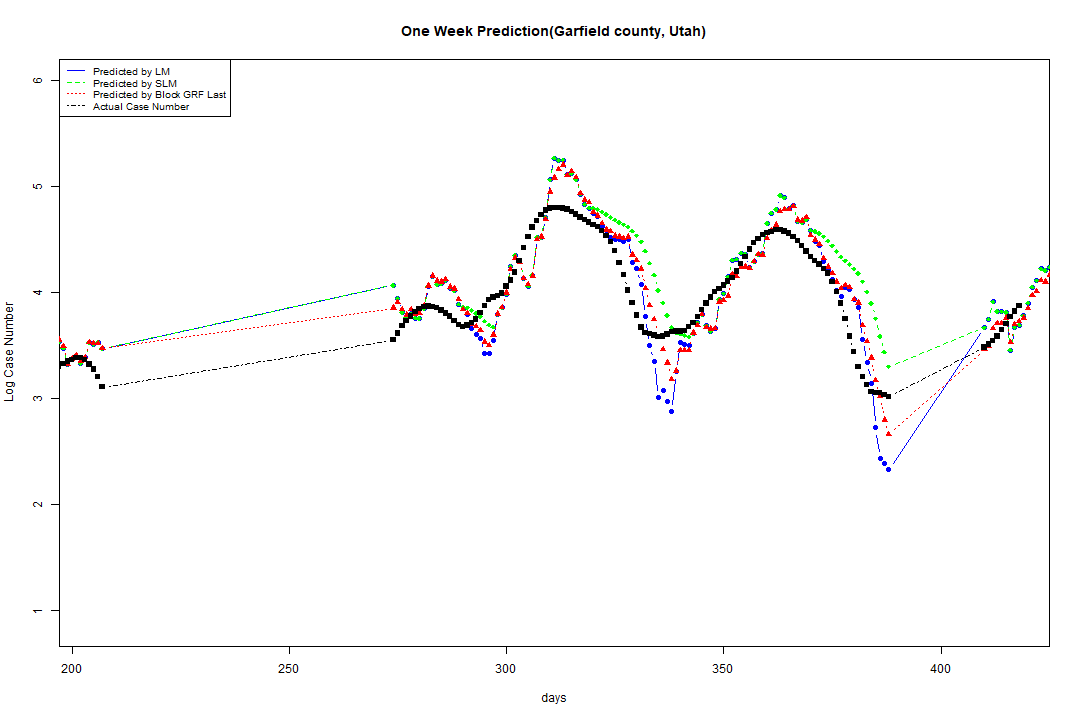 One Week Prediction(Garfield county, Utah)
Predicted by LM
Predicted by SLM
Predicted by Block GRF Last
Actual Case Number
6
5
4
3
2
1
Log Case Number
200
250
300
350
400
days